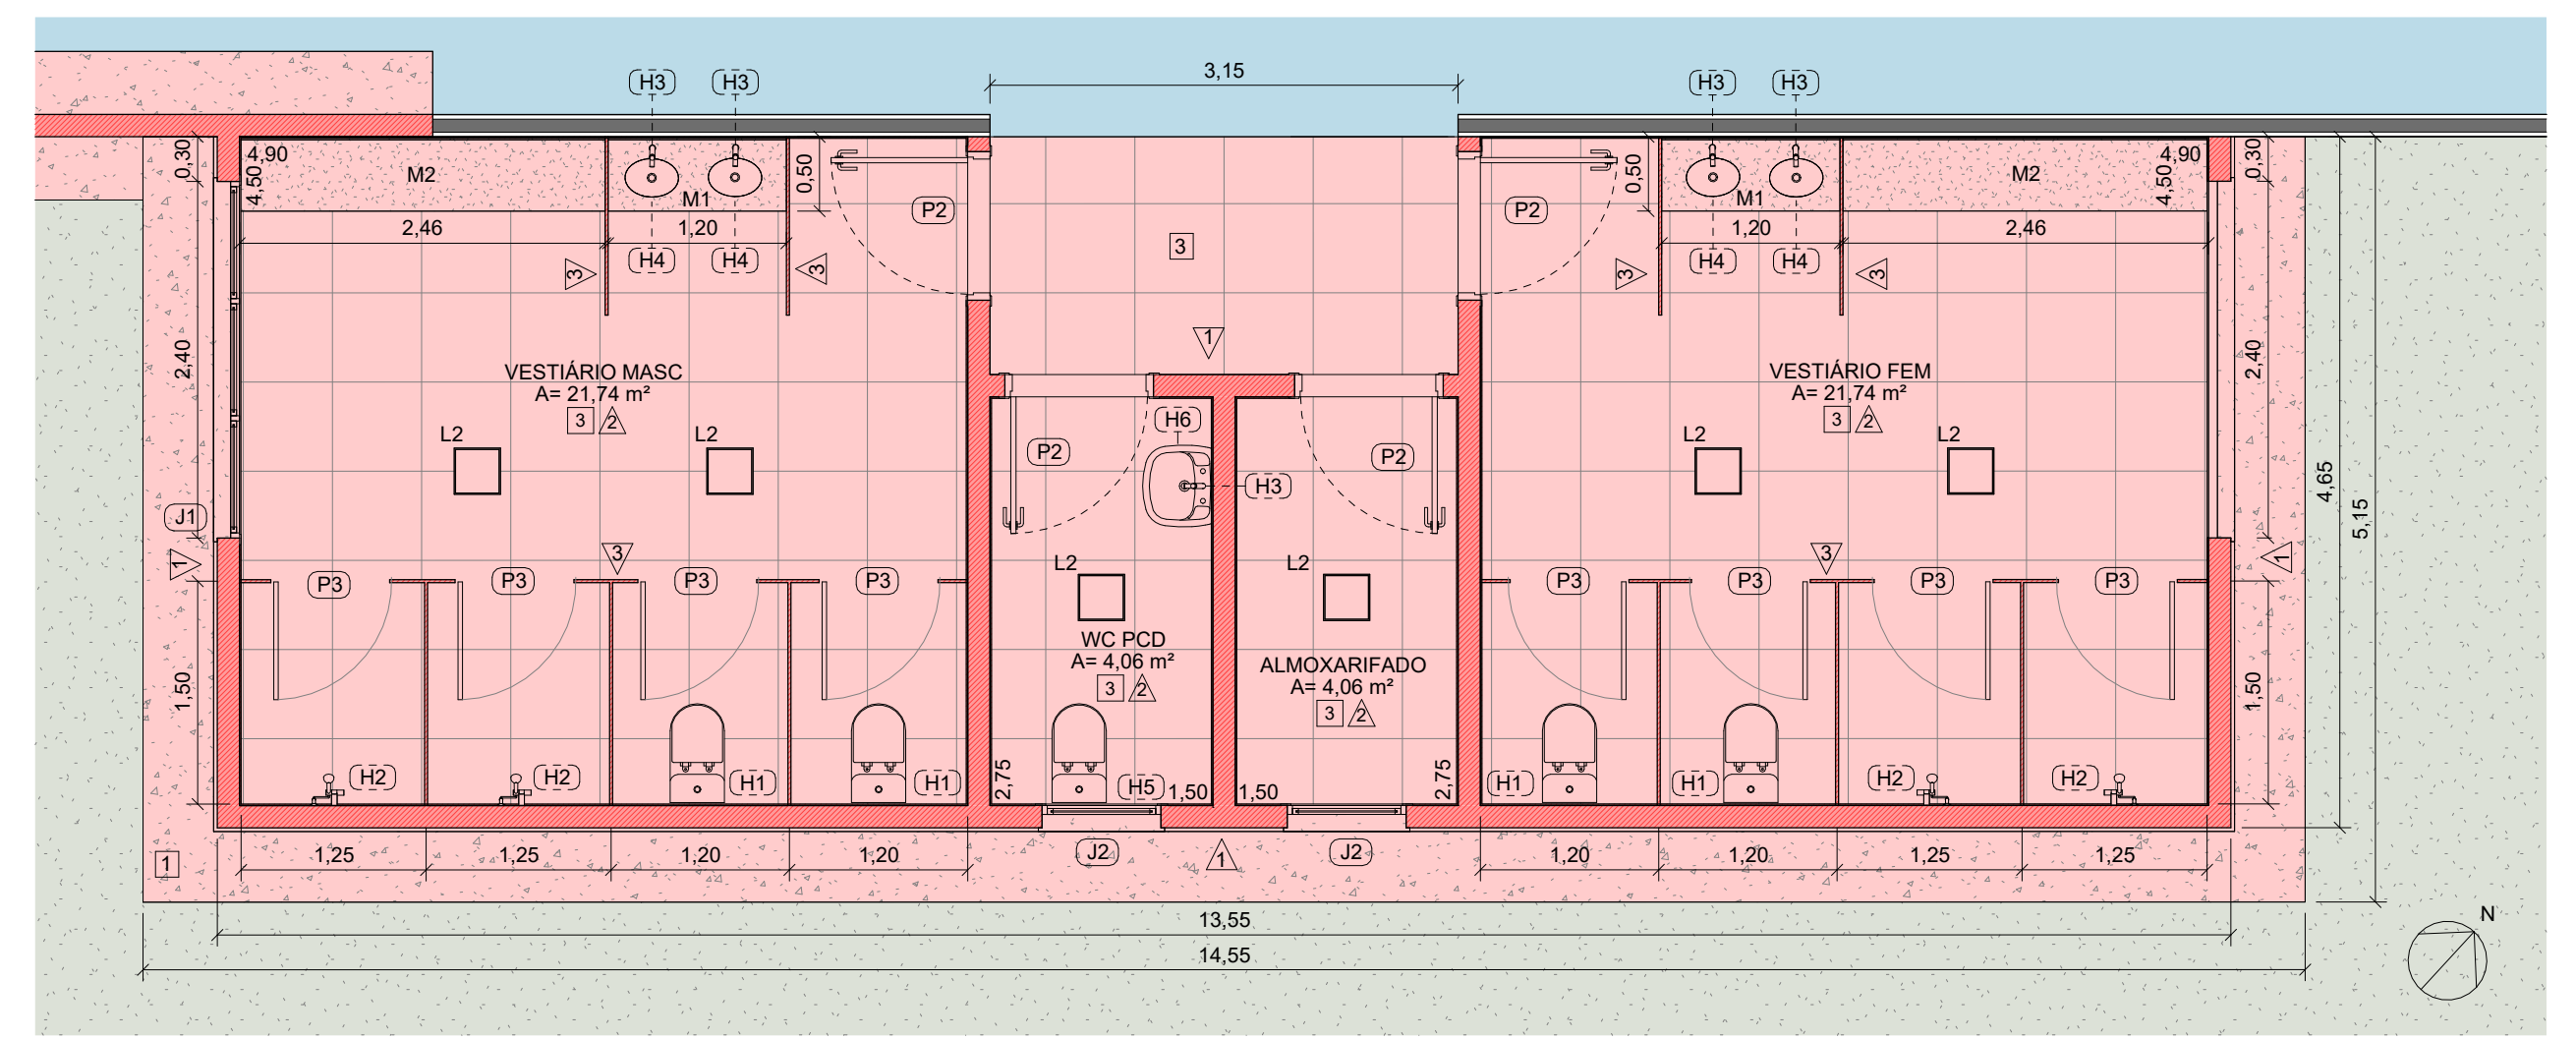 3,15
H3 H3 H3 H3
0,30 4,90 4,50 M2 M1 0,50 P2
P2 0,50 M1 M2 4,90 4,50 0,30
2,46 1,20 3 1,20 2,46
H4 H4 H4 H4
3 3 3 3
1
2,40 2,40
VESTIÁRIO MASC
A= 21,74 m²
3 2
VESTIÁRIO FEM
A= 21,74 m²
3 2
L2 L2 L2 L2
H6
P2 P2
H3
4,65
5,15
J1
1 3 3 1
L2 L2
P3 P3 P3 P3 P3 P3 P3 P3
WC PCD
A= 4,06 m²
3 2
ALMOXARIFADO
A= 4,06 m²
3 2
1,50 1,50
H2 H2 H1 H1 2,75 H5 1,50 1,50 2,75 H1 H1 H2 H2
1 1,25 1,25 1,20 1,20 J2 1 J2 1,20 1,20 1,25 1,25
13,55
N
14,55